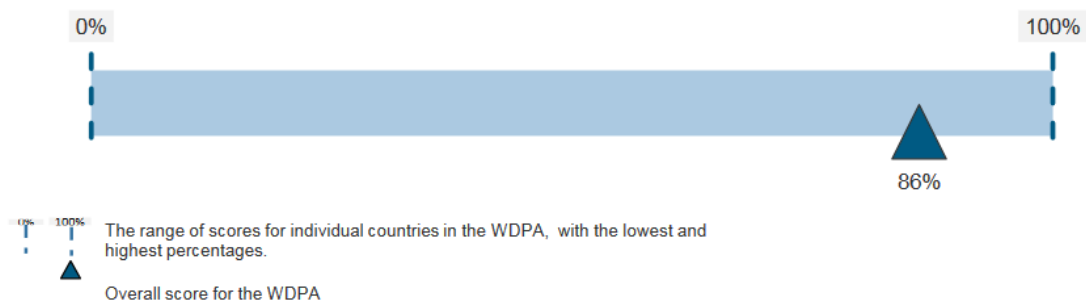 0% 100%
86%
0% 100%
The range of scores for individual countries in the WDPA, with the lowest and
highest percentages.
Overall score for the WDPA